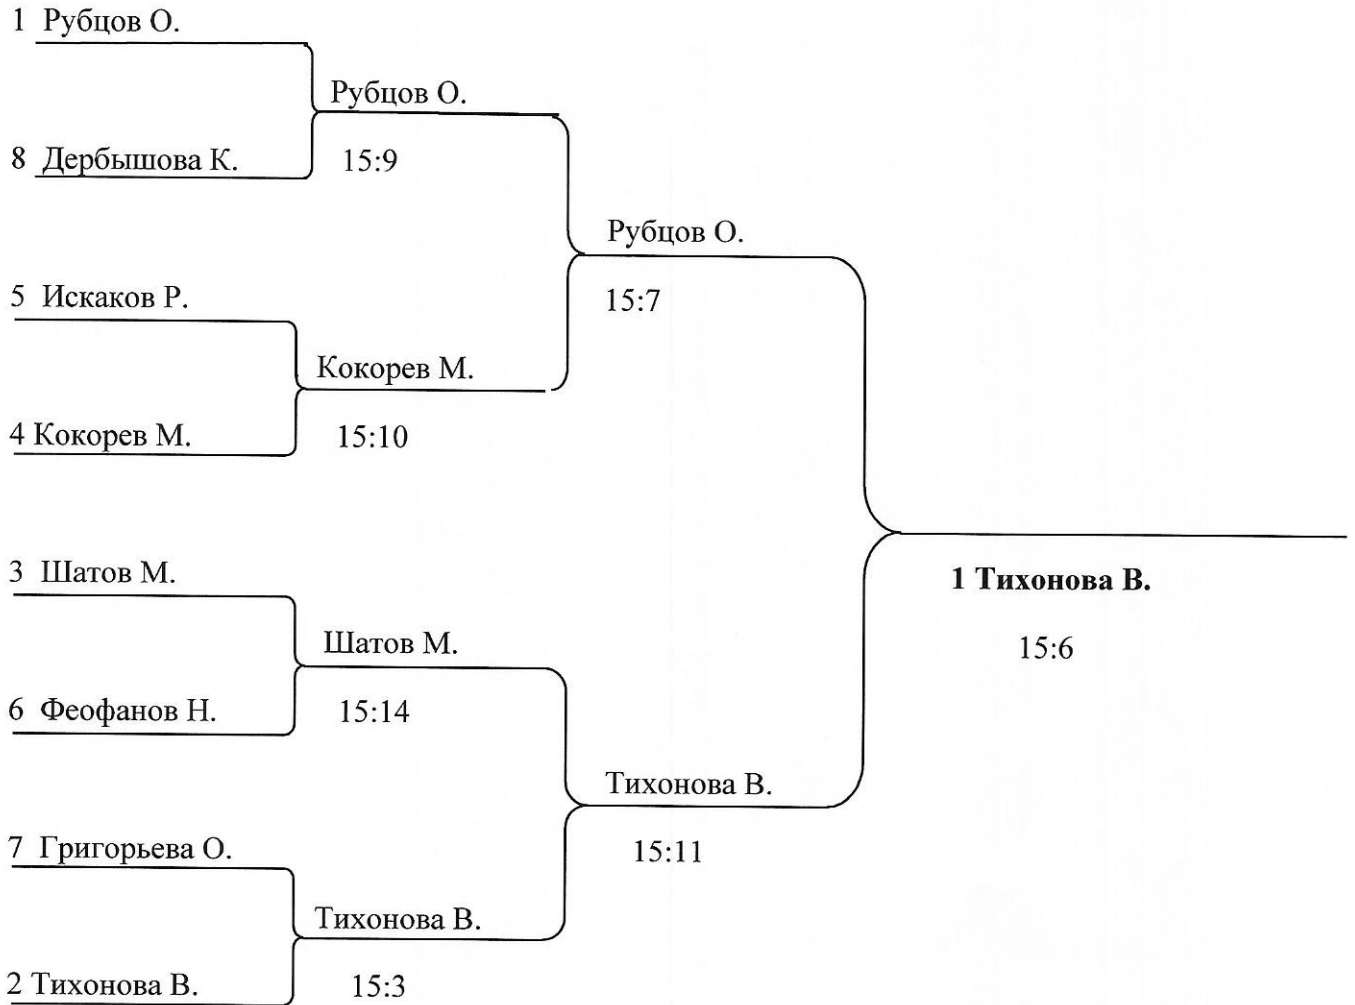 1 Рубцов О.
Рубцов О.
8 Дербышова К.
15:9
Рубцов О.
5 Искаков Р.
15:7
Кокорев М.
4 Кокорев М.
15:10
3 Шатов М.
1 Тихонова В.
Шатов М.
15:6
6 Феофанов Н.
15:14
Тихонова В.
7 Григорьева О.
15:11
Тихонова В.
2 Тихонова В.
15:3